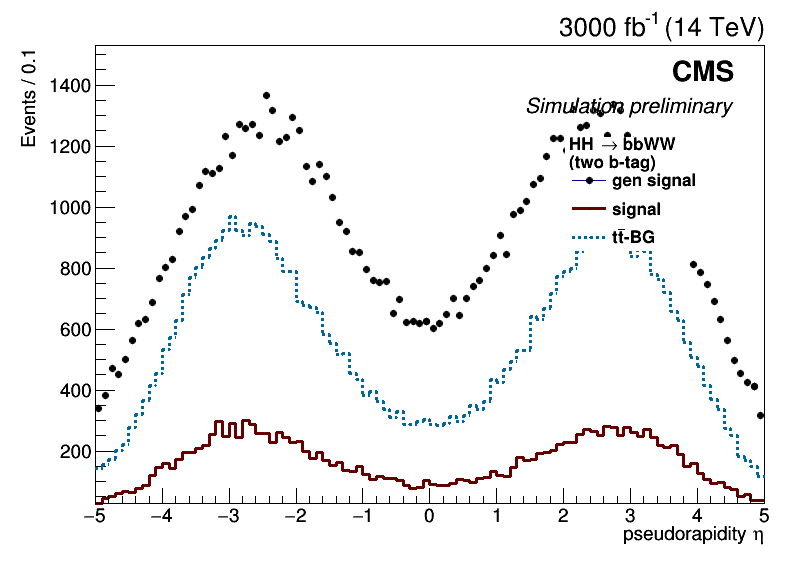 3000 fb⁻¹ (14 TeV)
CMS
Simulation preliminary
HH → bbWW
(two b-tag)
gen signal
signal
tt̄-BG
Events / 0.1
1400
1200
1000
800
600
400
200
−5 −4 −3 −2 −1 0 1 2 3 4 5
pseudorapidity η